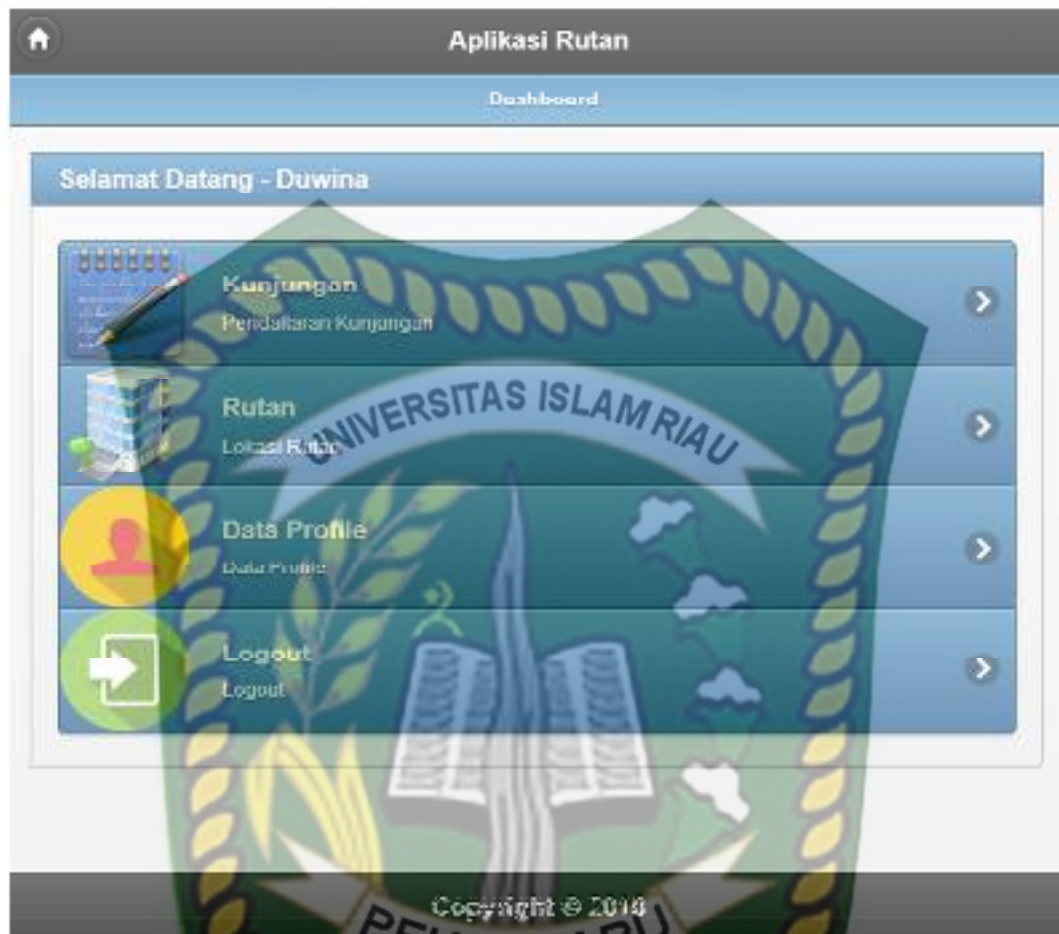 Aplikasi Rutan
Dashboard
Selamat Datang - Duwina
Kunjungan
Pendaftaran Kunjungan
UNIVERSITAS ISLAM RIAU
Rutan
Lokasi Rutan
Data Profile
Data Profile
Logout
Logout
Copyright ©